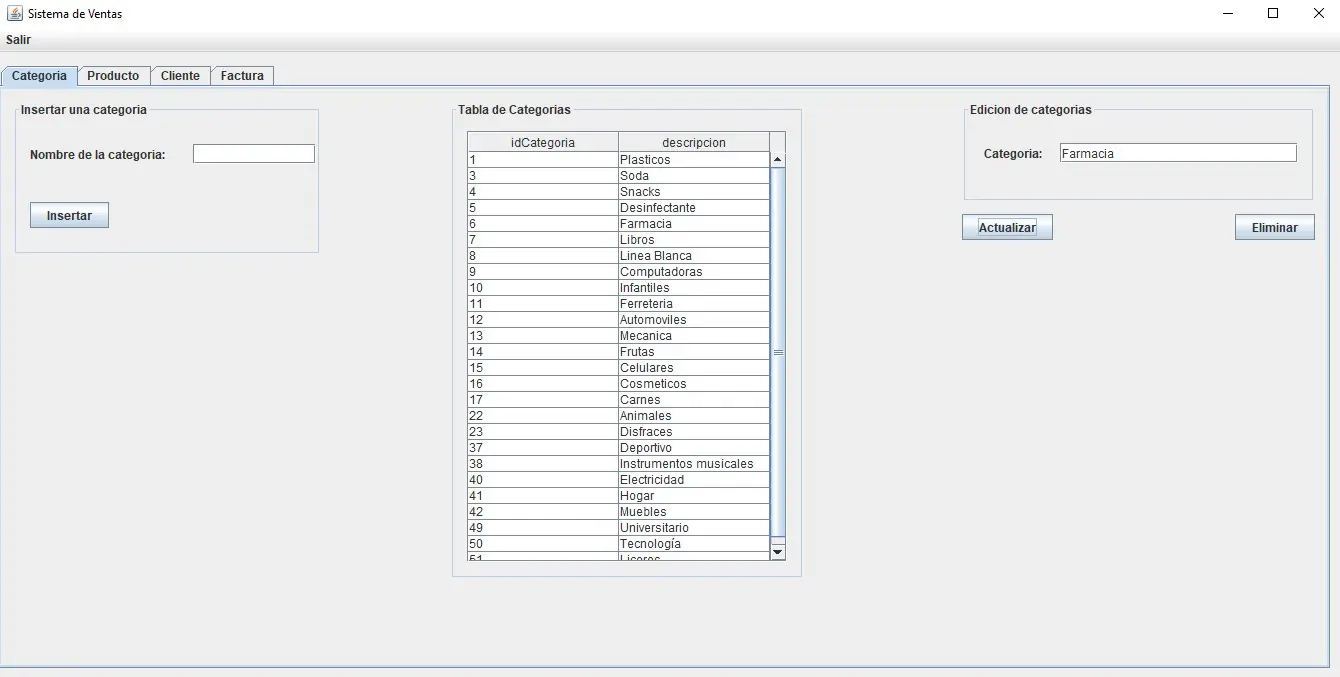 Sistema de Ventas
Salir
Categoria Producto Cliente Factura
Insertar una categoria
Nombre de la categoria:
Insertar
Tabla de Categorias
idCategoria descripcion
1 Plasticos
3 Soda
4 Snacks
5 Desinfectante
6 Farmacia
7 Libros
8 Linea Blanca
9 Computadoras
10 Infantiles
11 Ferreteria
12 Automoviles
13 Mecanica
14 Frutas
15 Celulares
16 Cosmeticos
17 Carnes
22 Animales
23 Disfraces
37 Deportivo
38 Instrumentos musicales
40 Electricidad
41 Hogar
42 Muebles
49 Universitario
50 Tecnología
51 Licores
Edicion de categorias
Categoria: Farmacia
Actualizar Eliminar